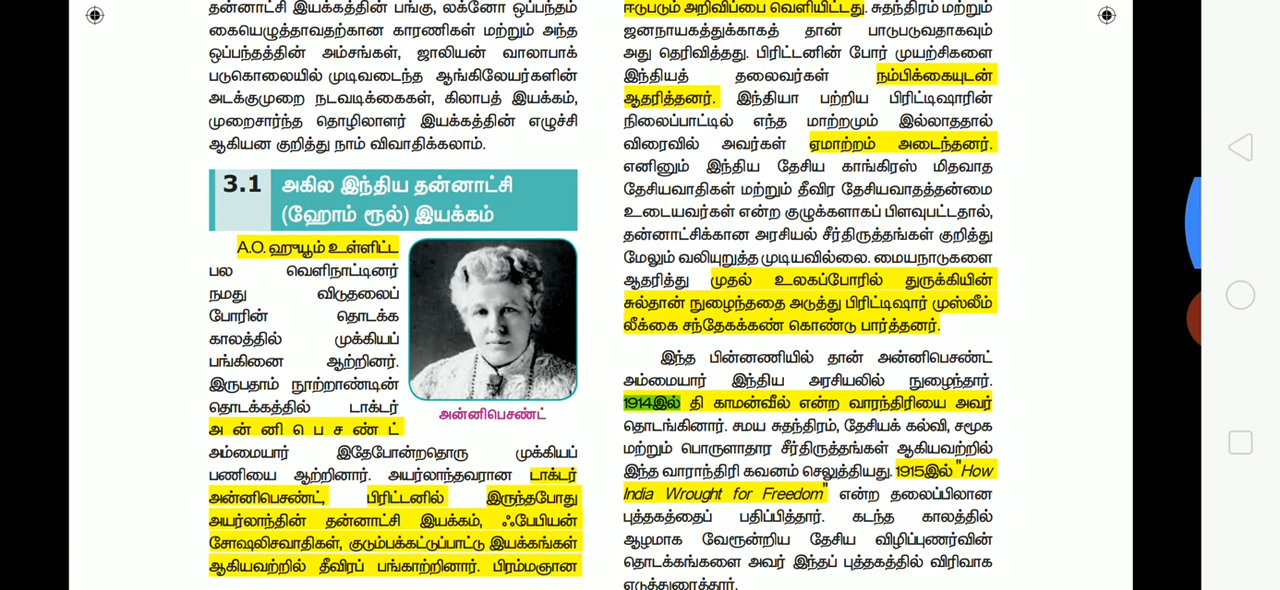 தன்னாட்சி இயக்கத்தின் பங்கு, லக்னோ ஒப்பந்தம்
கையெழுத்தாவதற்கான காரணிகள் மற்றும் அந்த
ஒப்பந்தத்தின் அம்சங்கள், ஜாலியன் வாலாபாக்
படுகொலையில் முடிவடைந்த ஆங்கிலேயர்களின்
அடக்குமுறை நடவடிக்கைகள், கிலாபத் இயக்கம்,
முறைசார்ந்த தொழிலாளர் இயக்கத்தின் எழுச்சி
ஆகியன குறித்து நாம் விவாதிக்கலாம்.
3.1 அகில இந்திய தன்னாட்சி
(ஹோம் ரூல்) இயக்கம்
A.O. ஹுயூம் உள்ளிட்ட
பல வெளிநாட்டினர்
நமது விடுதலைப்
போரின் தொடக்க
காலத்தில் முக்கியப்
பங்கினை ஆற்றினர்.
இருபதாம் நூற்றாண்டின்
தொடக்கத்தில் டாக்டர்
அன்னிபெசண்ட்
அன்னிபெசண்ட்
அம்மையார் இதேபோன்றதொரு முக்கியப்
பணியை ஆற்றினார். அயர்லாந்தவரான டாக்டர்
அன்னிபெசண்ட், பிரிட்டனில் இருந்தபோது
அயர்லாந்தின் தன்னாட்சி இயக்கம், ஃபேபியன்
சோஷலிசவாதிகள், குடும்பக்கட்டுப்பாட்டு இயக்கங்கள்
ஆகியவற்றில் தீவிரப் பங்காற்றினார். பிரம்மஞான
ஈடுபடும் அறிவிப்பை வெளியிட்டது. சுதந்திரம் மற்றும்
ஜனநாயகத்துக்காகத் தான் பாடுபடுவதாகவும்
அது தெரிவித்தது. பிரிட்டனின் போர் முயற்சிகளை
இந்தியத் தலைவர்கள் நம்பிக்கையுடன்
ஆதரித்தனர். இந்தியா பற்றிய பிரிட்டிஷாரின்
நிலைப்பாட்டில் எந்த மாற்றமும் இல்லாததால்
விரைவில் அவர்கள் ஏமாற்றம் அடைந்தனர்.
எனினும் இந்திய தேசிய காங்கிரஸ் மிதவாத
தேசியவாதிகள் மற்றும் தீவிர தேசியவாதத்தன்மை
உடையவர்கள் என்ற குழுக்களாகப் பிளவுபட்டதால்,
தன்னாட்சிக்கான அரசியல் சீர்திருத்தங்கள் குறித்து
மேலும் வலியுறுத்த முடியவில்லை. மையநாடுகளை
ஆதரித்து முதல் உலகப்போரில் துருக்கியின்
சுல்தான் நுழைந்ததை அடுத்து பிரிட்டிஷார் முஸ்லீம்
லீக்கை சந்தேகக்கண் கொண்டு பார்த்தனர்.
இந்த பின்னணியில் தான் அன்னிபெசண்ட்
அம்மையார் இந்திய அரசியலில் நுழைந்தார்.
1914இல் தி காமன்வீல் என்ற வாரந்திரியை அவர்
தொடங்கினார். சமய சுதந்திரம், தேசியக் கல்வி, சமூக
மற்றும் பொருளாதார சீர்திருத்தங்கள் ஆகியவற்றில்
இந்த வாராந்திரி கவனம் செலுத்தியது. 1915இல் "How
India Wrought for Freedom" என்ற தலைப்பிலான
புத்தகத்தைப் பதிப்பித்தார். கடந்த காலத்தில்
ஆழமாக வேரூன்றிய தேசிய விழிப்புணர்வின்
தொடக்கங்களை அவர் இந்தப் புத்தகத்தில் விரிவாக
எடுத்துரைத்தார்.